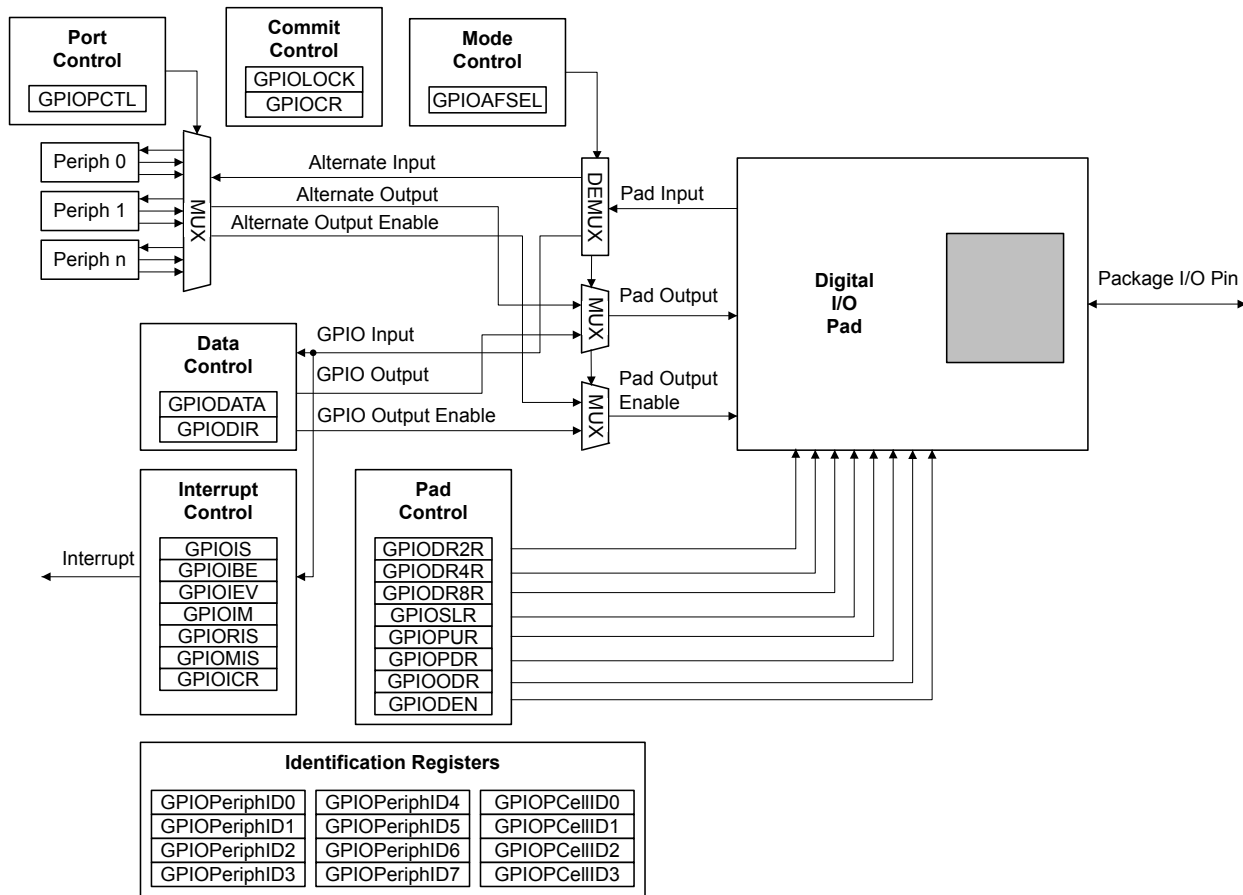 Port
Control
GPIOPCTL
Commit
Control
GPIOLOCK
GPIOCR
Mode
Control
GPIOAFSEL
Periph 0
Periph 1
Periph n
MUX
Alternate Input
Alternate Output
Alternate Output Enable
DEMUX
Pad Input
MUX
Pad Output
MUX
Pad Output
Enable
Digital
I/O
Pad
Package I/O Pin
Data
Control
GPIODATA
GPIODIR
GPIO Input
GPIO Output
GPIO Output Enable
Interrupt
Control
GPIOIS
GPIOIBE
GPIOIEV
GPIOIM
GPIORIS
GPIOMIS
GPIOICR
Interrupt
Pad
Control
GPIODR2R
GPIODR4R
GPIODR8R
GPIOSLR
GPIOPUR
GPIOPDR
GPIOODR
GPIODEN
Identification Registers
GPIOPeriphID0
GPIOPeriphID1
GPIOPeriphID2
GPIOPeriphID3
GPIOPeriphID4
GPIOPeriphID5
GPIOPeriphID6
GPIOPeriphID7
GPIOPCellID0
GPIOPCellID1
GPIOPCellID2
GPIOPCellID3